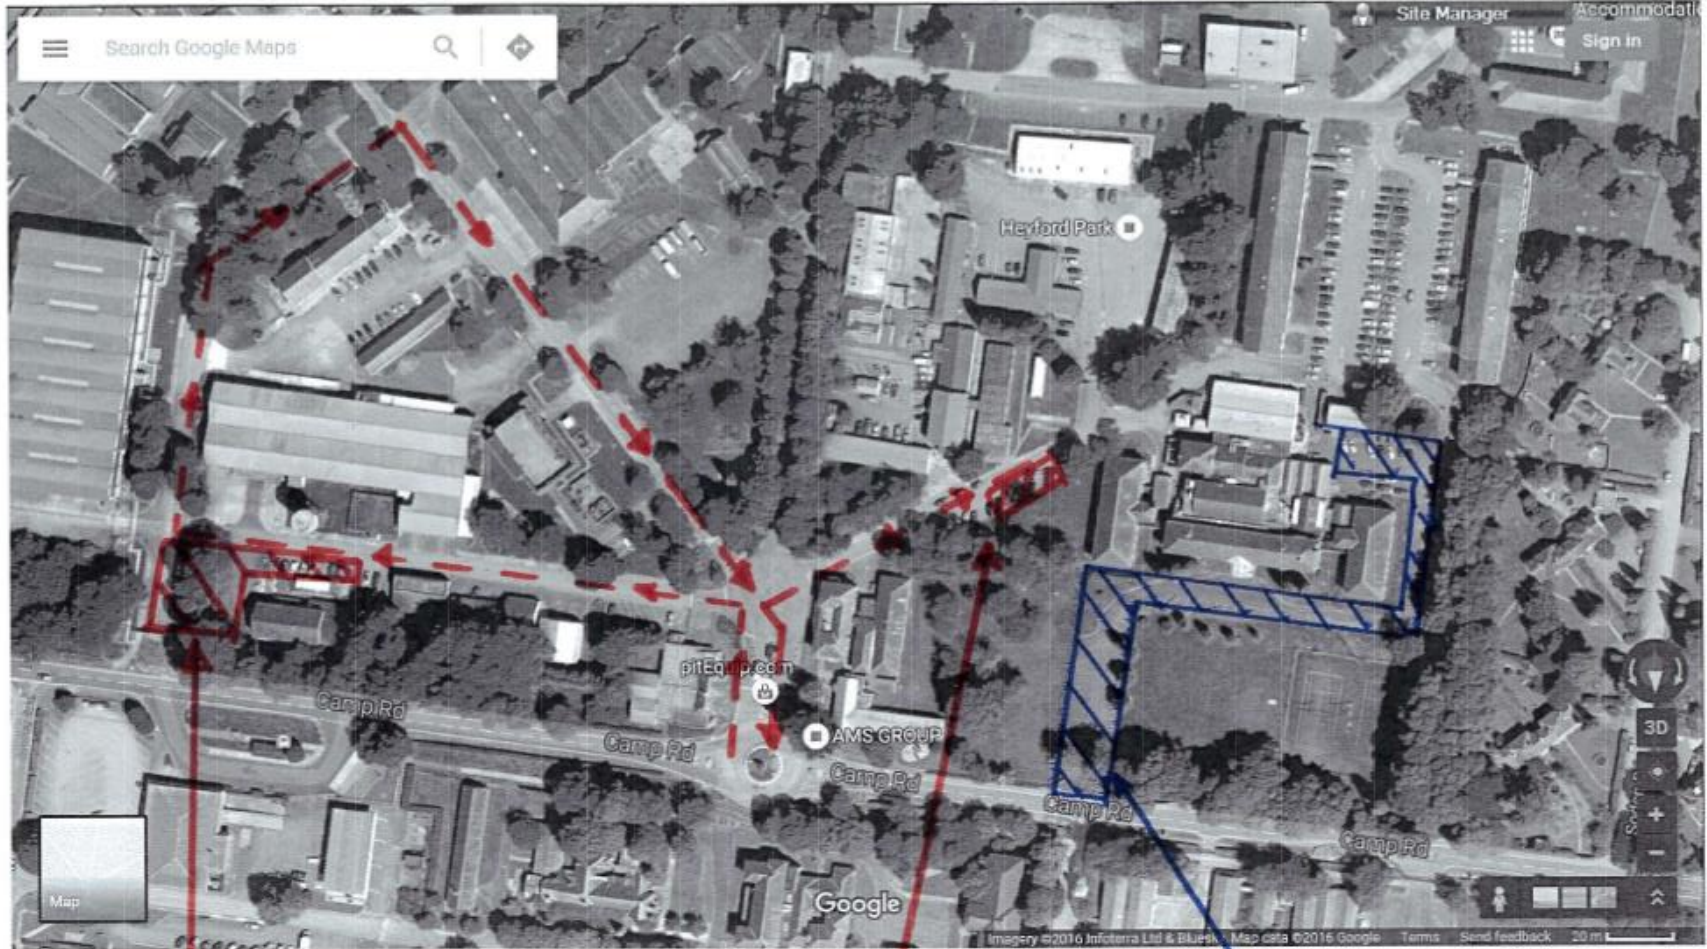 Search Google Maps
Site Manager
Accommodati
Sign in
Heyford Park
pitEquip.com
AMS GROUP
Camp Rd
Camp Rd
Camp Rd
Camp Rd
Camp Rd
3D
Map
Google
Imagery ©2016 Infoterra Ltd & Bluesky, Map data ©2016 Google Terms Send feedback 20 m